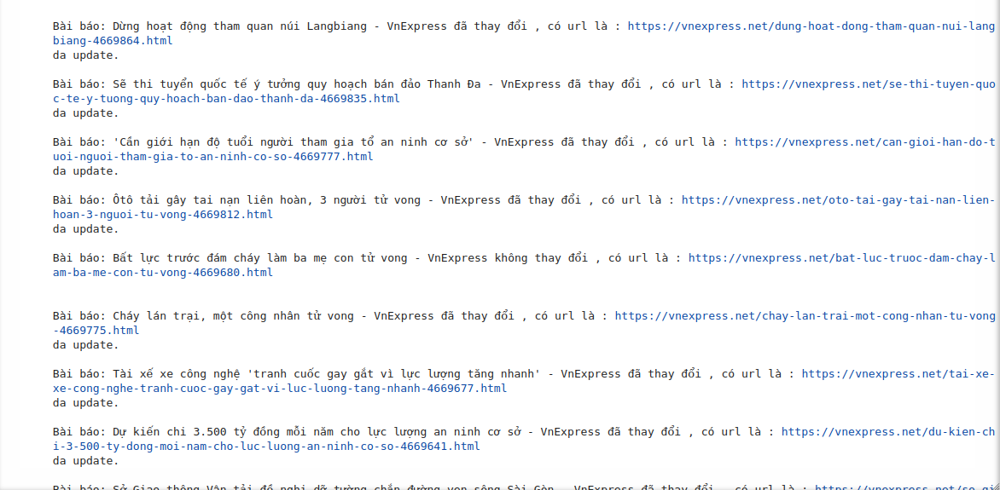 Bài báo: Dừng hoạt động tham quan núi Langbiang - VnExpress đã thay đổi , có url là : https://vnexpress.net/dung-hoat-dong-tham-quan-nui-lang
biang-4669864.html
da update.
Bài báo: Sẽ thi tuyển quốc tế ý tưởng quy hoạch bán đảo Thanh Đa - VnExpress đã thay đổi , có url là : https://vnexpress.net/se-thi-tuyen-quo
c-te-y-tuong-quy-hoach-ban-dao-thanh-da-4669835.html
da update.
Bài báo: 'Cần giới hạn độ tuổi người tham gia tổ an ninh cơ sở' - VnExpress đã thay đổi , có url là : https://vnexpress.net/can-gioi-han-do-t
uoi-nguoi-tham-gia-to-an-ninh-co-so-4669777.html
da update.
Bài báo: Ôtô tải gây tai nạn liên hoàn, 3 người tử vong - VnExpress đã thay đổi , có url là : https://vnexpress.net/oto-tai-gay-tai-nan-lien-
hoan-3-nguoi-tu-vong-4669812.html
da update.
Bài báo: Bất lực trước đám cháy làm ba mẹ con tử vong - VnExpress không thay đổi , có url là : https://vnexpress.net/bat-luc-truoc-dam-chay-l
am-ba-me-con-tu-vong-4669680.html
Bài báo: Cháy lán trại, một công nhân tử vong - VnExpress đã thay đổi , có url là : https://vnexpress.net/chay-lan-trai-mot-cong-nhan-tu-vong
-4669775.html
da update.
Bài báo: Tài xế xe công nghệ 'tranh cuốc gay gắt vì lực lượng tăng nhanh' - VnExpress đã thay đổi , có url là : https://vnexpress.net/tai-xe-
xe-cong-nghe-tranh-cuoc-gay-gat-vi-luc-luong-tang-nhanh-4669677.html
da update.
Bài báo: Dự kiến chi 3.500 tỷ đồng mỗi năm cho lực lượng an ninh cơ sở - VnExpress đã thay đổi , có url là : https://vnexpress.net/du-kien-ch
i-3-500-ty-dong-moi-nam-cho-luc-luong-an-ninh-co-so-4669641.html
da update.
Bài báo: Sở Giao thông Vận tải đề nghị dỡ tường chắn đường ven sông Sài Gòn - VnExpress đã thay đổi , có url là : https://vnexpress.net/so-gi